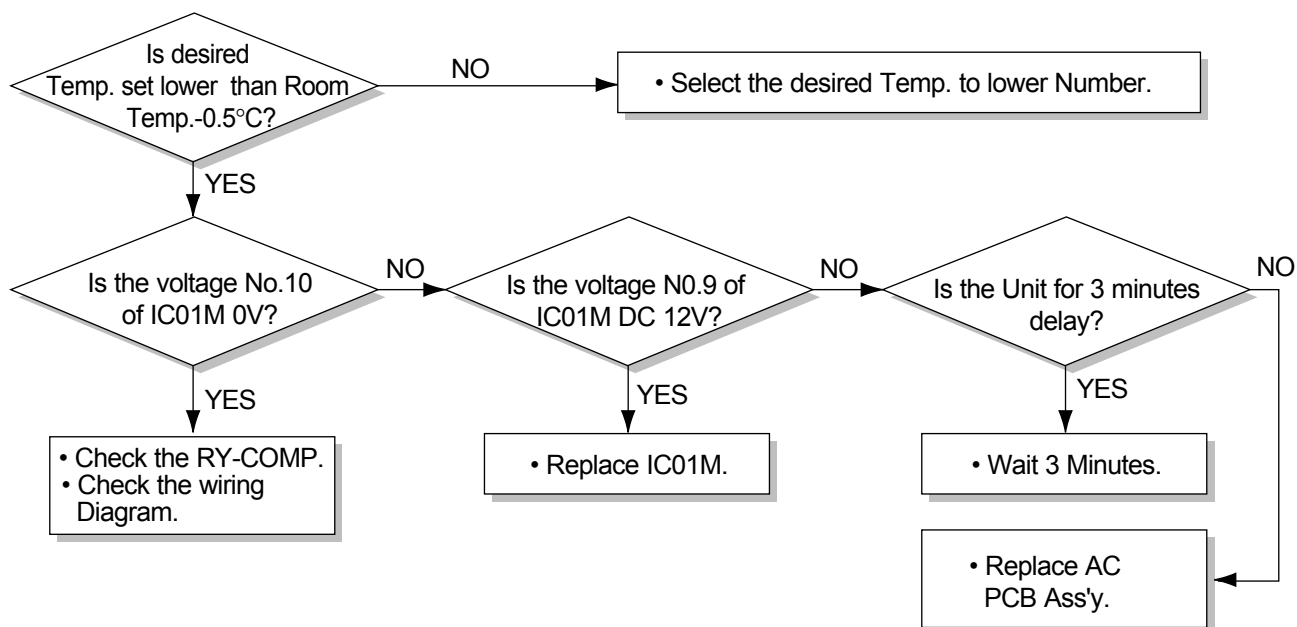 Is desired
Temp. set lower than Room
Temp.-0.5°C?
NO
• Select the desired Temp. to lower Number.
YES
Is the voltage No.10
of IC01M 0V?
NO
Is the voltage N0.9 of
IC01M DC 12V?
NO
Is the Unit for 3 minutes
delay?
NO
YES
• Check the RY-COMP.
• Check the wiring
Diagram.
YES
• Replace IC01M.
YES
• Wait 3 Minutes.
• Replace AC
PCB Ass'y.